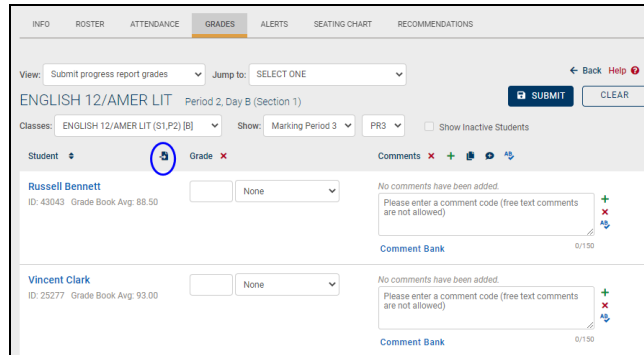 INFO ROSTER ATTENDANCE GRADES ALERTS SEATING CHART RECOMMENDATIONS
View: Submit progress report grades Jump to: SELECT ONE Back Help ?
ENGLISH 12/AMER LIT Period 2, Day B (Section 1) SUBMIT CLEAR
Classes: ENGLISH 12/AMER LIT (S1,P2) [B] Show: Marking Period 3 PR3 Show Inactive Students
Student Grade Comments
Russell Bennett
ID: 43043 Grade Book Avg: 88.50
None
No comments have been added.
Please enter a comment code (free text comments
are not allowed)
Comment Bank 0/150
Vincent Clark
ID: 25277 Grade Book Avg: 93.00
None
No comments have been added.
Please enter a comment code (free text comments
are not allowed)
Comment Bank 0/150